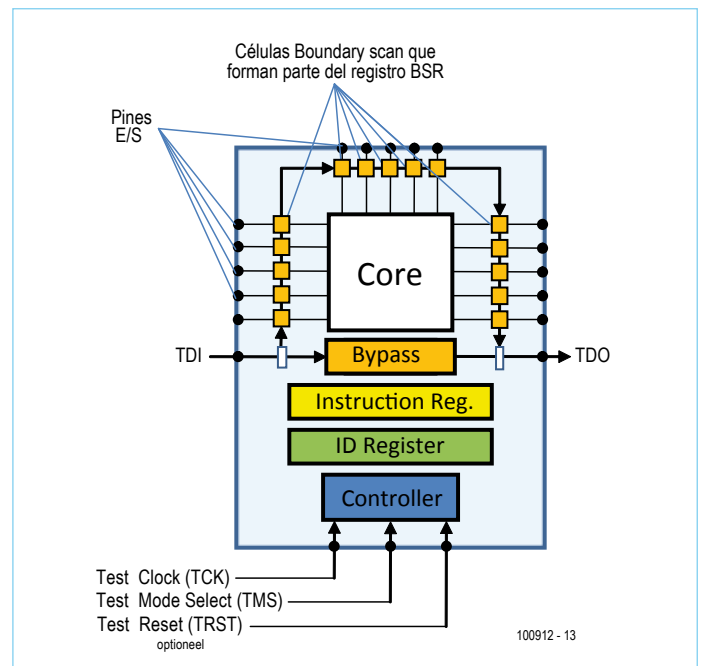 Células Boundary scan que
forman parte del registro BSR
Pines
E/S
Core
TDI
Bypass
TDO
Instruction Reg.
ID Register
Controller
Test Clock (TCK)
Test Mode Select (TMS)
Test Reset (TRST)
optioneel
100912 - 13